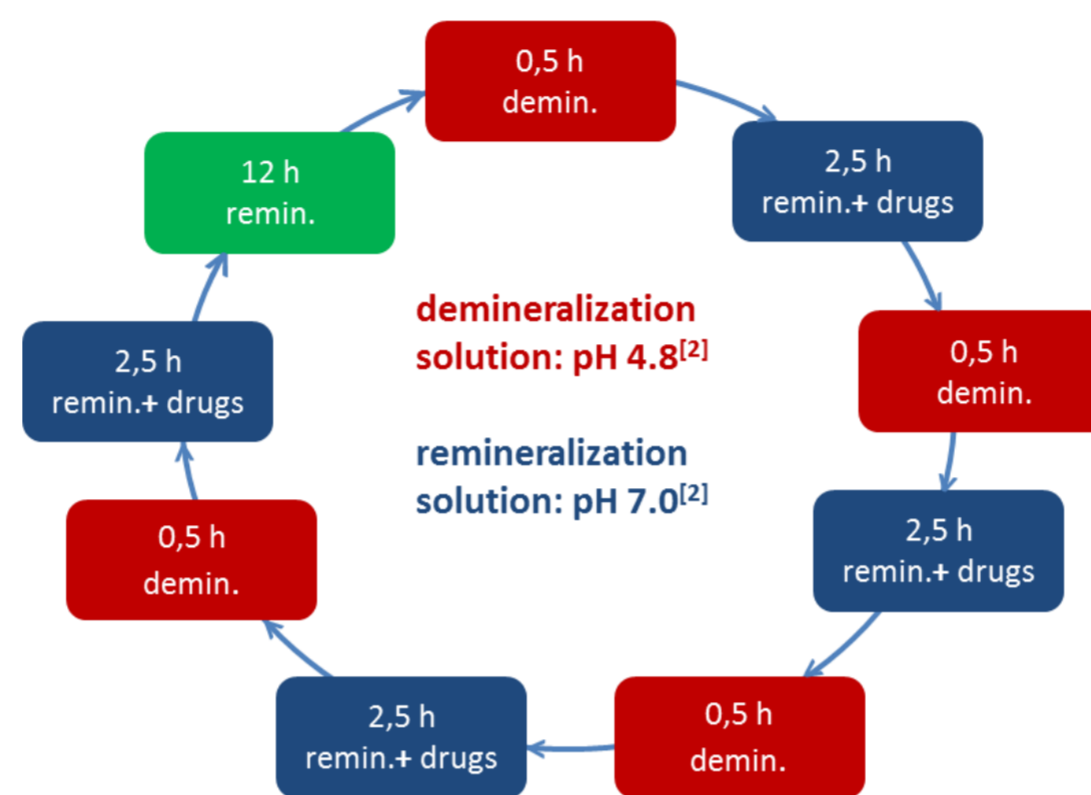 0,5 h
demin.
2,5 h
remin.+ drugs
0,5 h
demin.
2,5 h
remin.+ drugs
0,5 h
demin.
2,5 h
remin.+ drugs
0,5 h
demin.
2,5 h
remin.+ drugs
12 h
remin.
demineralization
solution: pH 4.8[2]
remineralization
solution: pH 7.0[2]